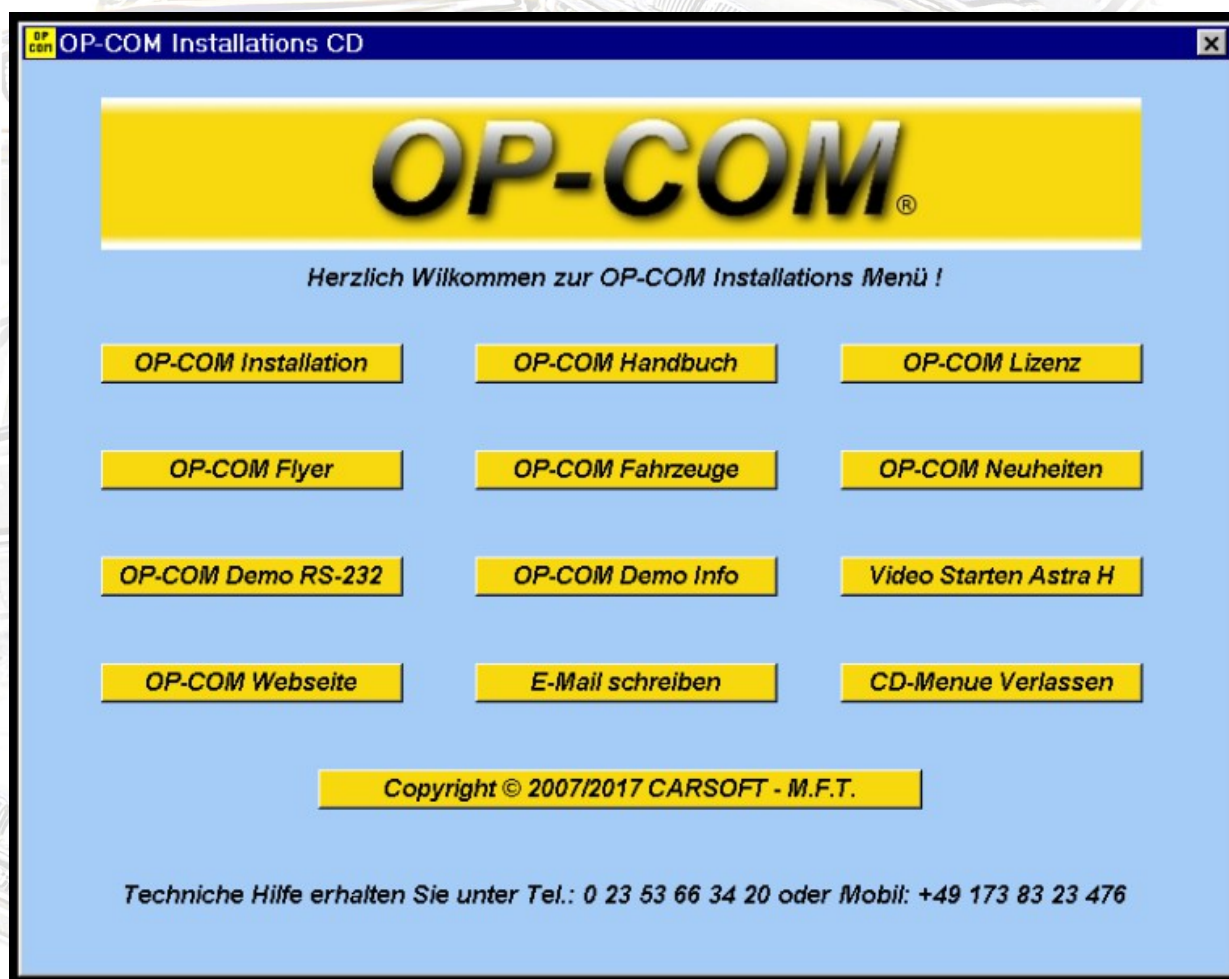 OP com OP-COM Installations CD
OP-COM®
Herzlich Wilkommen zur OP-COM Installations Menü !
OP-COM Installation OP-COM Handbuch OP-COM Lizenz
OP-COM Flyer OP-COM Fahrzeuge OP-COM Neuheiten
OP-COM Demo RS-232 OP-COM Demo Info Video Starten Astra H
OP-COM Webseite E-Mail schreiben CD-Menue Verlassen
Copyright © 2007/2017 CARSOFT - M.F.T.
Techniche Hilfe erhalten Sie unter Tel.: 0 23 53 66 34 20 oder Mobil: +49 173 83 23 476